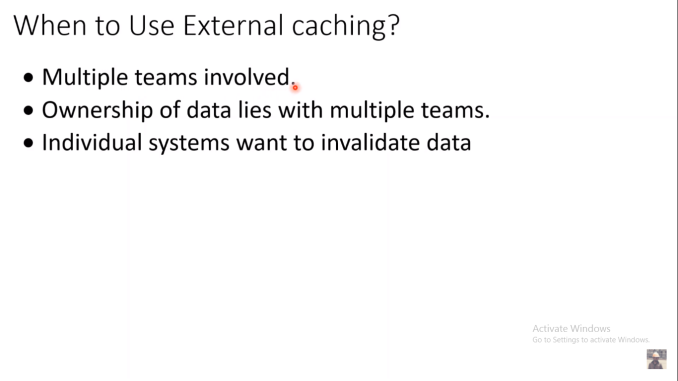 When to Use External caching?
• Multiple teams involved.
• Ownership of data lies with multiple teams.
• Individual systems want to invalidate data
Activate Windows
Go to Settings to activate Windows.